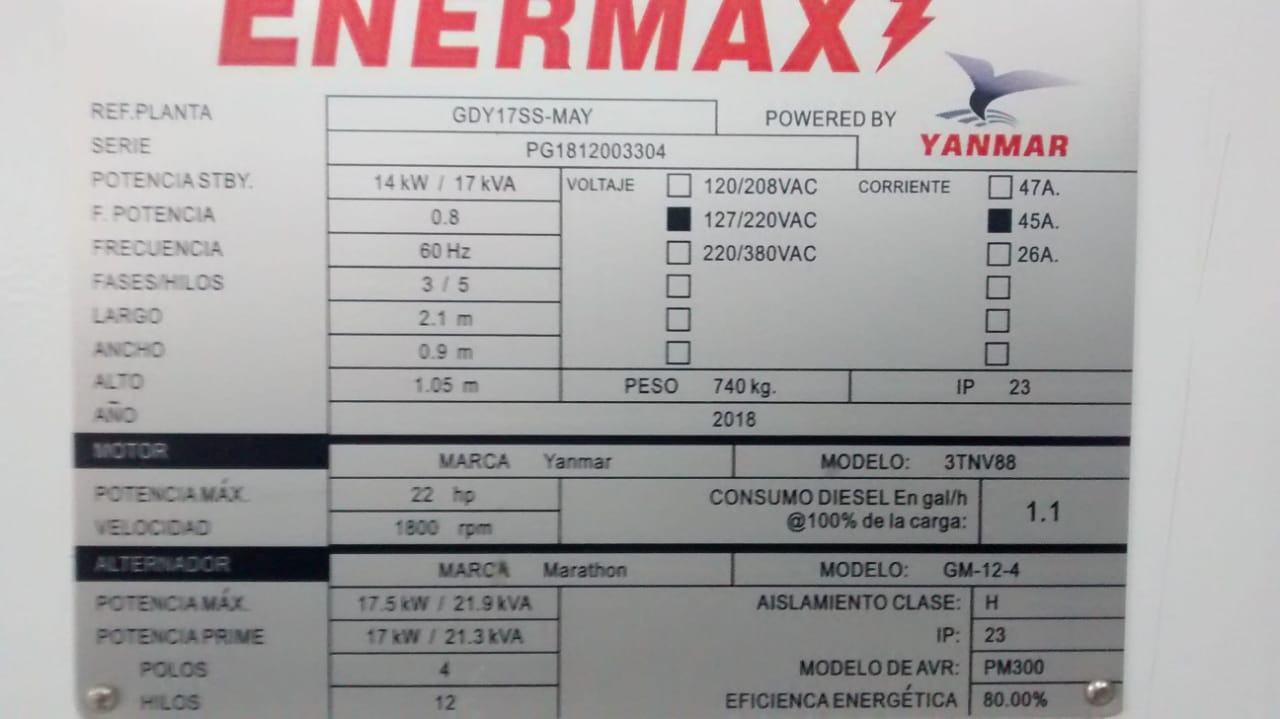 ENERMAX
REF.PLANTA GDY17SS-MAY POWERED BY YANMAR
SERIE PG1812003304
POTENCIA STBY. 14 kW / 17 kVA VOLTAJE 120/208VAC CORRIENTE 47A.
F. POTENCIA 0.8 127/220VAC 45A.
FRECUENCIA 60 Hz 220/380VAC 26A.
FASES/HILOS 3 / 5
LARGO 2.1 m
ANCHO 0.9 m
ALTO 1.05 m PESO 740 kg. IP 23
AÑO 2018
MOTOR MARCA Yanmar MODELO: 3TNV88
POTENCIA MÁX. 22 hp CONSUMO DIESEL En gal/h
VELOCIDAD 1800 rpm @100% de la carga: 1.1
ALTERNADOR MARCA Marathon MODELO: GM-12-4
POTENCIA MÁX. 17.5 kW / 21.9 kVA AISLAMIENTO CLASE: H
POTENCIA PRIME 17 kW / 21.3 kVA IP: 23
POLOS 4 MODELO DE AVR: PM300
HILOS 12 EFICIENCA ENERGÉTICA 80.00%